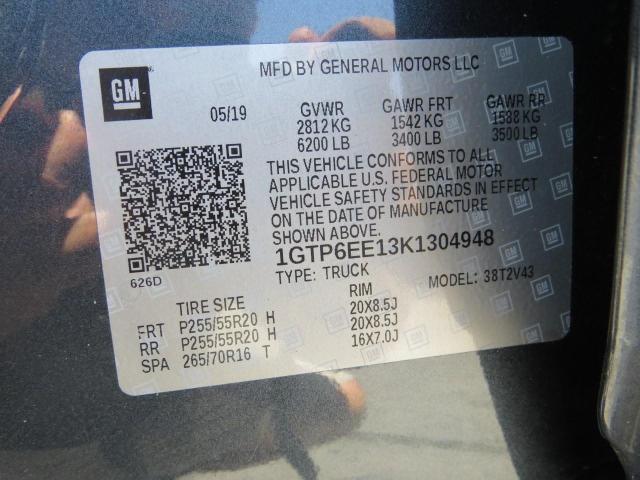 GM
MFD BY GENERAL MOTORS LLC
05/19 GVWR GAWR FRT GAWR RR
2812 KG 1542 KG 1588 KG
6200 LB 3400 LB 3500 LB
THIS VEHICLE CONFORMS TO ALL
APPLICABLE U.S. FEDERAL MOTOR
VEHICLE SAFETY STANDARDS IN EFFECT
ON THE DATE OF MANUFACTURE
SHOWN ABOVE.
1GTP6EE13K1304948
626D
TYPE: TRUCK MODEL: 38T2V43
TIRE SIZE RIM
FRT P255/55R20 H 20X8.5J
RR P255/55R20 H 20X8.5J
SPA 265/70R16 T 16X7.0J